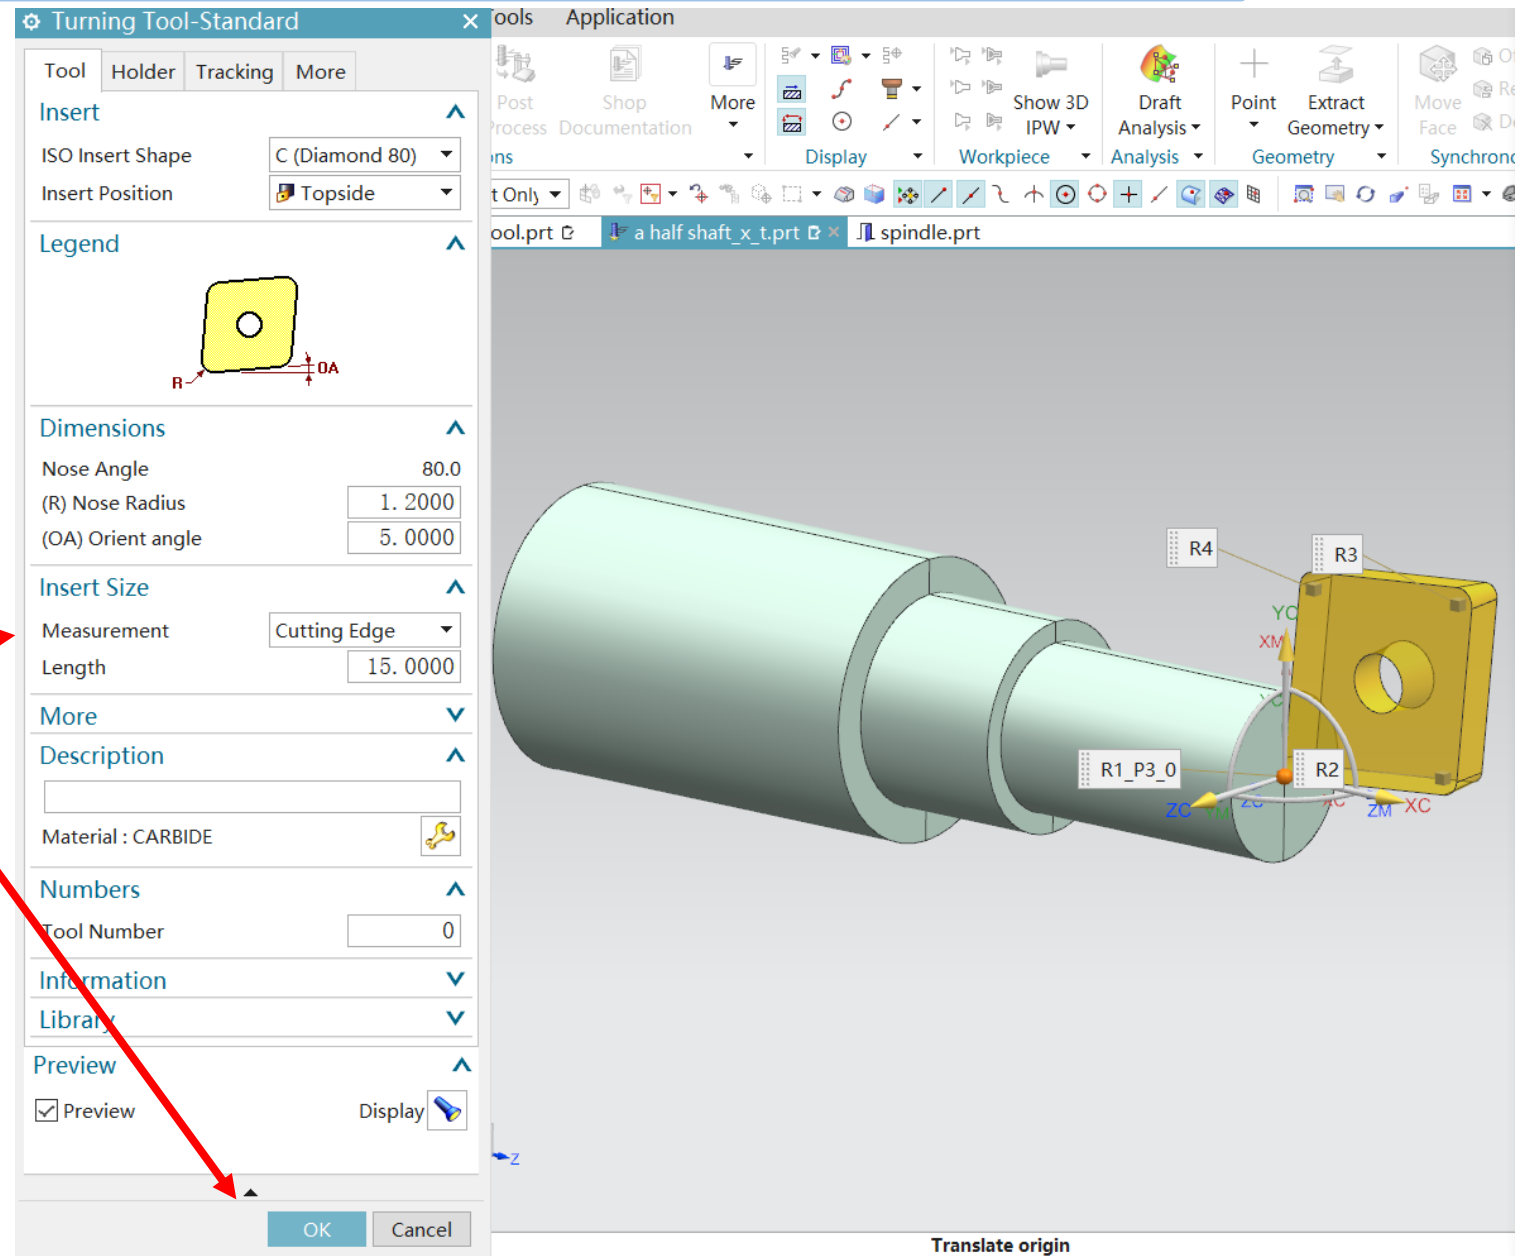 Turning Tool-Standard
Tool Holder Tracking More
Insert
ISO Insert Shape C (Diamond 80)
Insert Position Topside
Legend
R
OA
Dimensions
Nose Angle 80.0
(R) Nose Radius 1.2000
(OA) Orient angle 5.0000
Insert Size
Measurement Cutting Edge
Length 15.0000
More
Description
Material : CARBIDE
Numbers
Tool Number 0
Information
Library
Preview
Preview Display
OK Cancel
ools Application
Post
Process
Shop
Documentation
More
Show 3D
IPW
Draft
Analysis
Point
Extract
Geometry
Move
Face
ns Display Workpiece Analysis Geometry Synchrono
t Only
ool.prt a half shaft_x_t.prt spindle.prt
R4
R3
YC
XM
YC
R1_P3_0
R2
ZC YM ZC XC ZM XC
Z
Translate origin